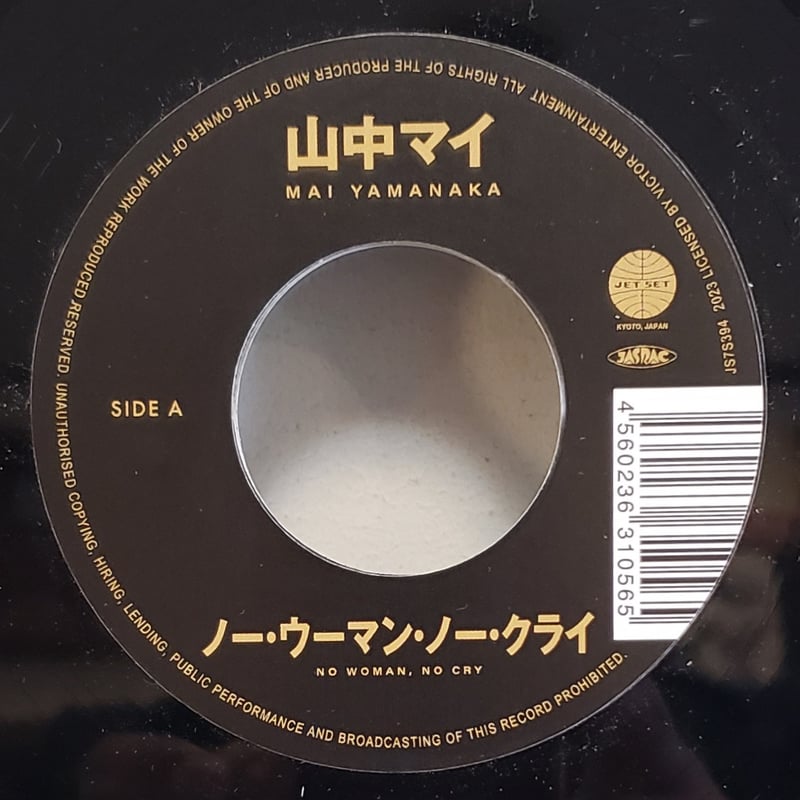 山中マイ
MAI YAMANAKA
JET SET
KYOTO, JAPAN
JASRAC
SIDE A
4 560236 310565
ノー・ウーマン・ノー・クライ
NO WOMAN, NO CRY
JS7S394 2023 LICENSED BY VICTOR ENTERTAINMENT ALL RIGHTS OF THE PRODUCER AND OF THE OWNER OF THE WORK REPRODUCED RESERVED. UNAUTHORISED COPYING, HIRING, LENDING, PUBLIC PERFORMANCE AND BROADCASTING OF THIS RECORD PROHIBITED.